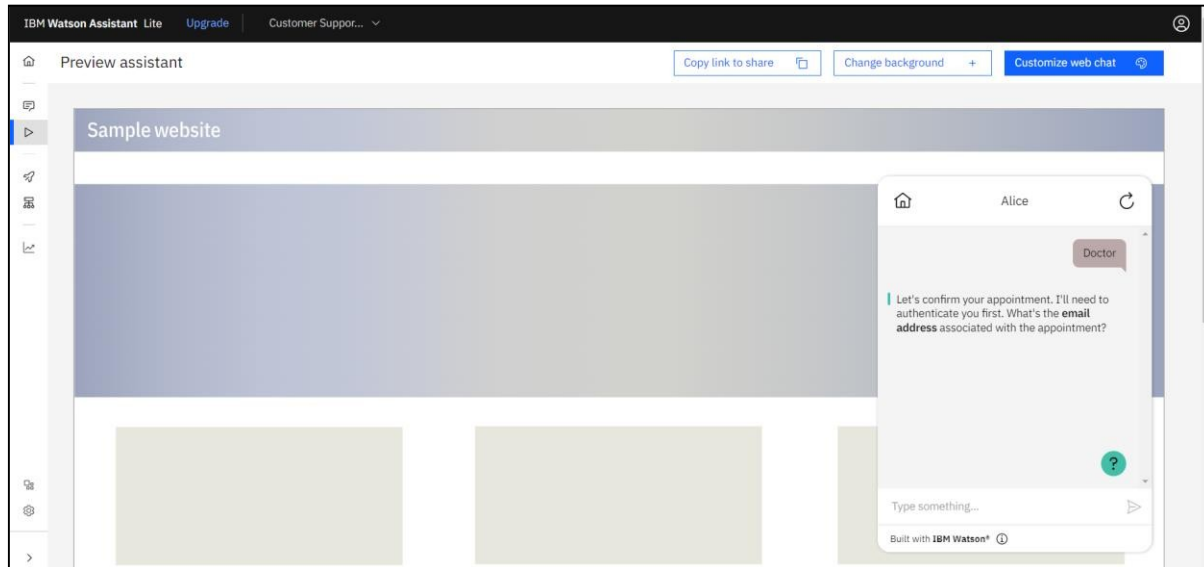 IBM Watson Assistant Lite Upgrade Customer Suppor...
Preview assistant
Copy link to share
Change background +
Customize web chat
Sample website
Alice
Doctor
Let's confirm your appointment. I'll need to
authenticate you first. What's the email
address associated with the appointment?
?
Type something...
Built with IBM Watson®